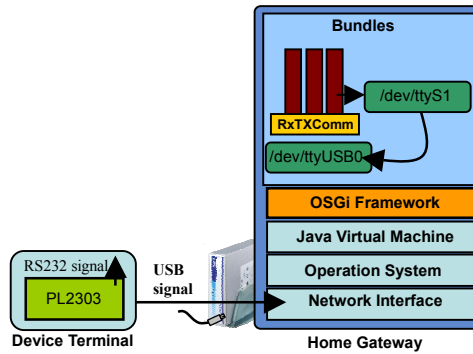 Bundles
/dev/ttyS1
RxTXComm
/dev/ttyUSB0
OSGi Framework
Java Virtual Machine
Operation System
Network Interface
Home Gateway
RS232 signal
PL2303
Device Terminal
USB
signal